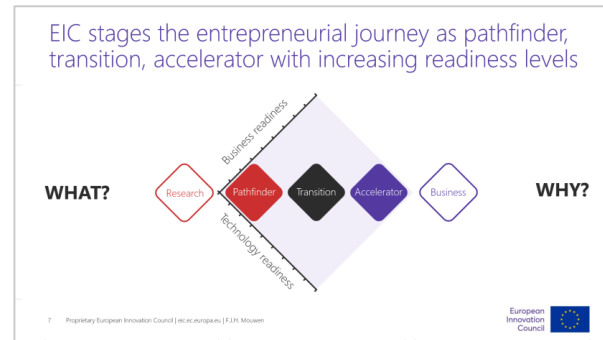 EIC stages the entrepreneurial journey as pathfinder,
transition, accelerator with increasing readiness levels
Business readiness
WHAT?
Research
Pathfinder
Transition
Accelerator
Business
WHY?
Technology readiness
7 Proprietary European Innovation Council | eic.ec.europa.eu | F.J.H. Mouwen
European
Innovation
Council